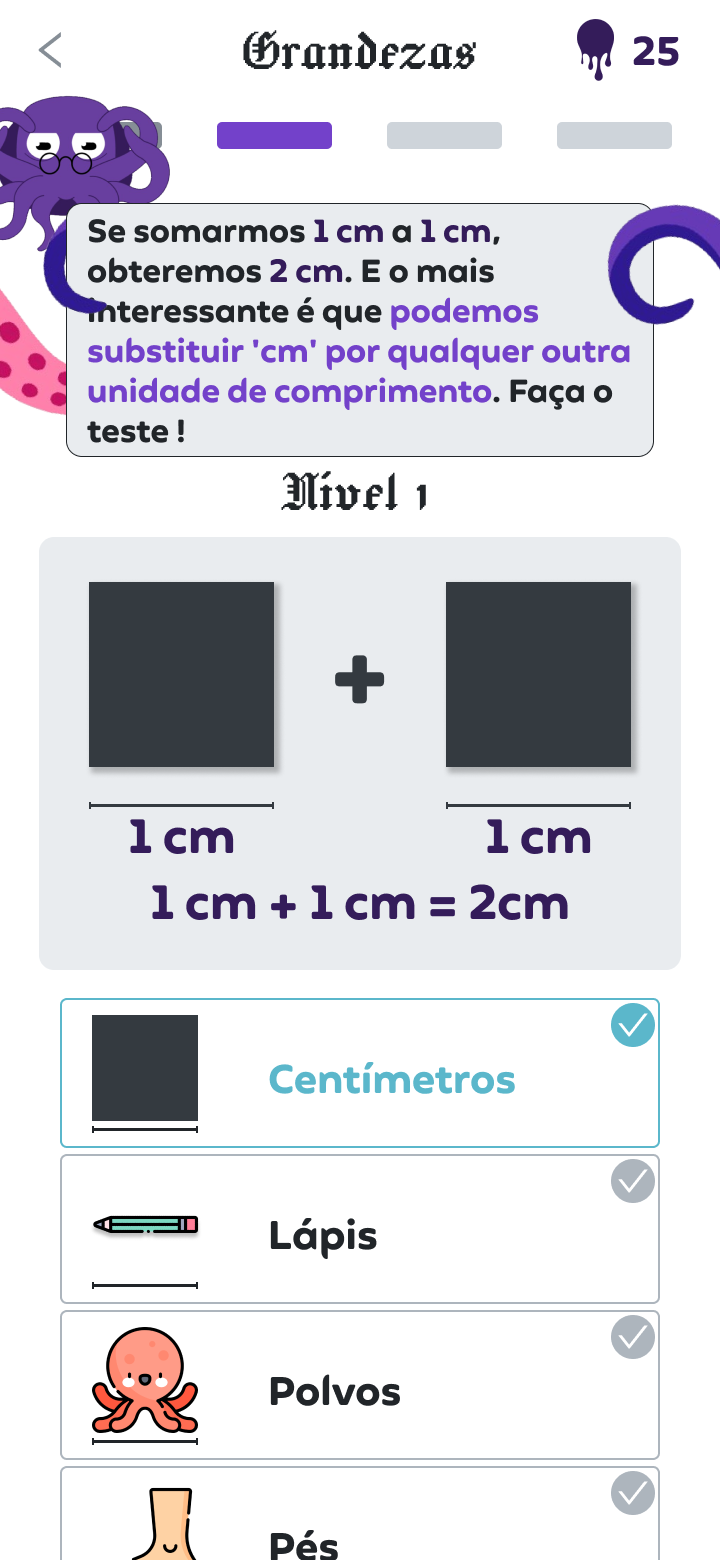 Grandezas
25
Se somarmos 1 cm a 1 cm,
obteremos 2 cm. E o mais
interessante é que podemos
substituir 'cm' por qualquer outra
unidade de comprimento. Faça o
teste !
Nível 1
1 cm
1 cm
1 cm + 1 cm = 2cm
Centímetros
Lápis
Polvos
Pés